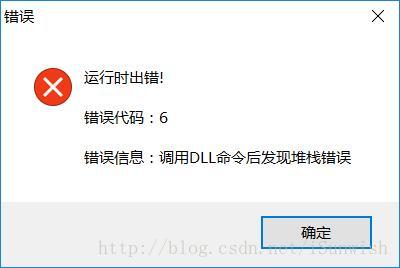 错误
运行时出错!
错误代码：6
错误信息：调用DLL命令后发现堆栈错误
确定
http://blog.csdn.net/iSunwish